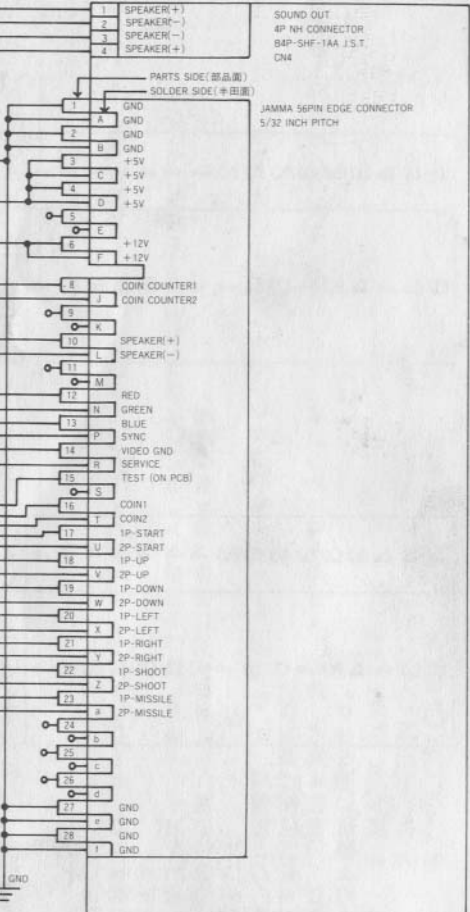 1 SPEAKER(+)
2 SPEAKER(−)
3 SPEAKER(−)
4 SPEAKER(+)
SOUND OUT
4P NH CONNECTOR
B4P-SHF-1AA J.S.T.
CN4
PARTS SIDE(部品面)
SOLDER SIDE(半田面)
JAMMA 56PIN EDGE CONNECTOR
5/32 INCH PITCH
1 GND
A GND
2 GND
B GND
3 +5V
C +5V
4 +5V
D +5V
5
E
6 +12V
F +12V
8 COIN COUNTER1
J COIN COUNTER2
9
K
10 SPEAKER(+)
L SPEAKER(−)
11
M
12 RED
N GREEN
13 BLUE
P SYNC
14 VIDEO GND
R SERVICE
15 TEST (ON PCB)
S
16 COIN1
T COIN2
17 1P-START
U 2P-START
18 1P-UP
V 2P-UP
19 1P-DOWN
W 2P-DOWN
20 1P-LEFT
X 2P-LEFT
21 1P-RIGHT
Y 2P-RIGHT
22 1P-SHOOT
Z 2P-SHOOT
23 1P-MISSILE
a 2P-MISSILE
24
b
25
c
26
d
27 GND
e GND
28 GND
f GND
GND